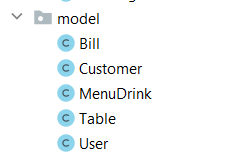 model
C Bill
C Customer
C MenuDrink
C Table
C User